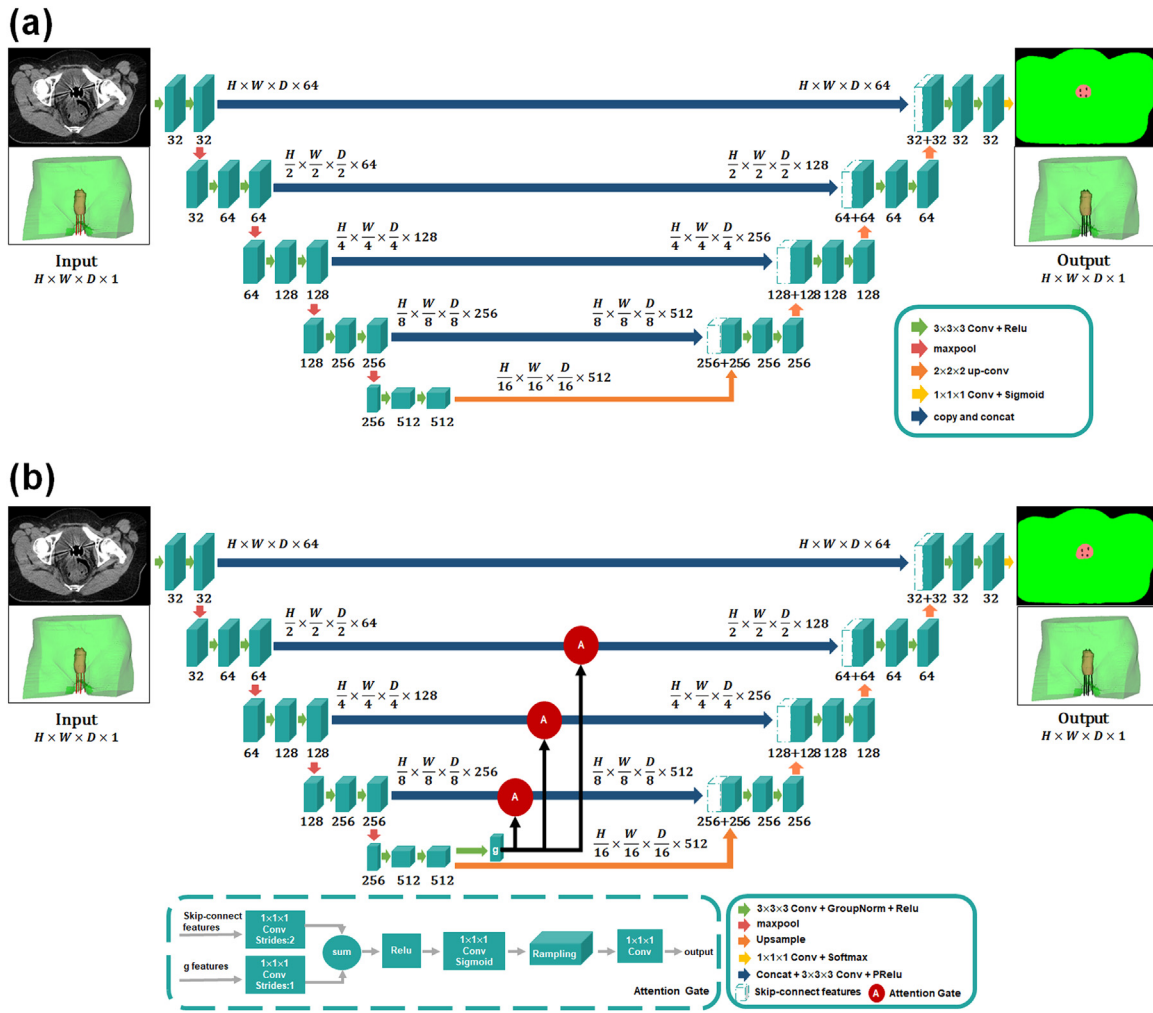 (a)
H × W × D × 64
H × W × D × 64
32 32
32+32 32 32
H/2 × W/2 × D/2 × 64
H/2 × W/2 × D/2 × 128
32 64 64
64+64 64 64
Input
H × W × D × 1
Output
H × W × D × 1
H/4 × W/4 × D/4 × 128
H/4 × W/4 × D/4 × 256
64 128 128
128+128 128 128
H/8 × W/8 × D/8 × 256
H/8 × W/8 × D/8 × 512
128 256 256
256+256 256 256
H/16 × W/16 × D/16 × 512
256 512 512
3×3×3 Conv + Relu
maxpool
2×2×2 up-conv
1×1×1 Conv + Sigmoid
copy and concat
(b)
H × W × D × 64
H × W × D × 64
32 32
32+32 32 32
H/2 × W/2 × D/2 × 64
A
H/2 × W/2 × D/2 × 128
32 64 64
64+64 64 64
Input
H × W × D × 1
Output
H × W × D × 1
H/4 × W/4 × D/4 × 128
A
H/4 × W/4 × D/4 × 256
64 128 128
128+128 128 128
H/8 × W/8 × D/8 × 256
A
H/8 × W/8 × D/8 × 512
128 256 256
256+256 256 256
g
H/16 × W/16 × D/16 × 512
256 512 512
Skip-connect
features
1×1×1
Conv
Strides:2
g features
1×1×1
Conv
Strides:1
sum
Relu
1×1×1
Conv
Sigmoid
Rampling
1×1×1
Conv
output
Attention Gate
3×3×3 Conv + GroupNorm + Relu
maxpool
Upsample
1×1×1 Conv + Softmax
Concat + 3×3×3 Conv + PRelu
Skip-connect features A Attention Gate